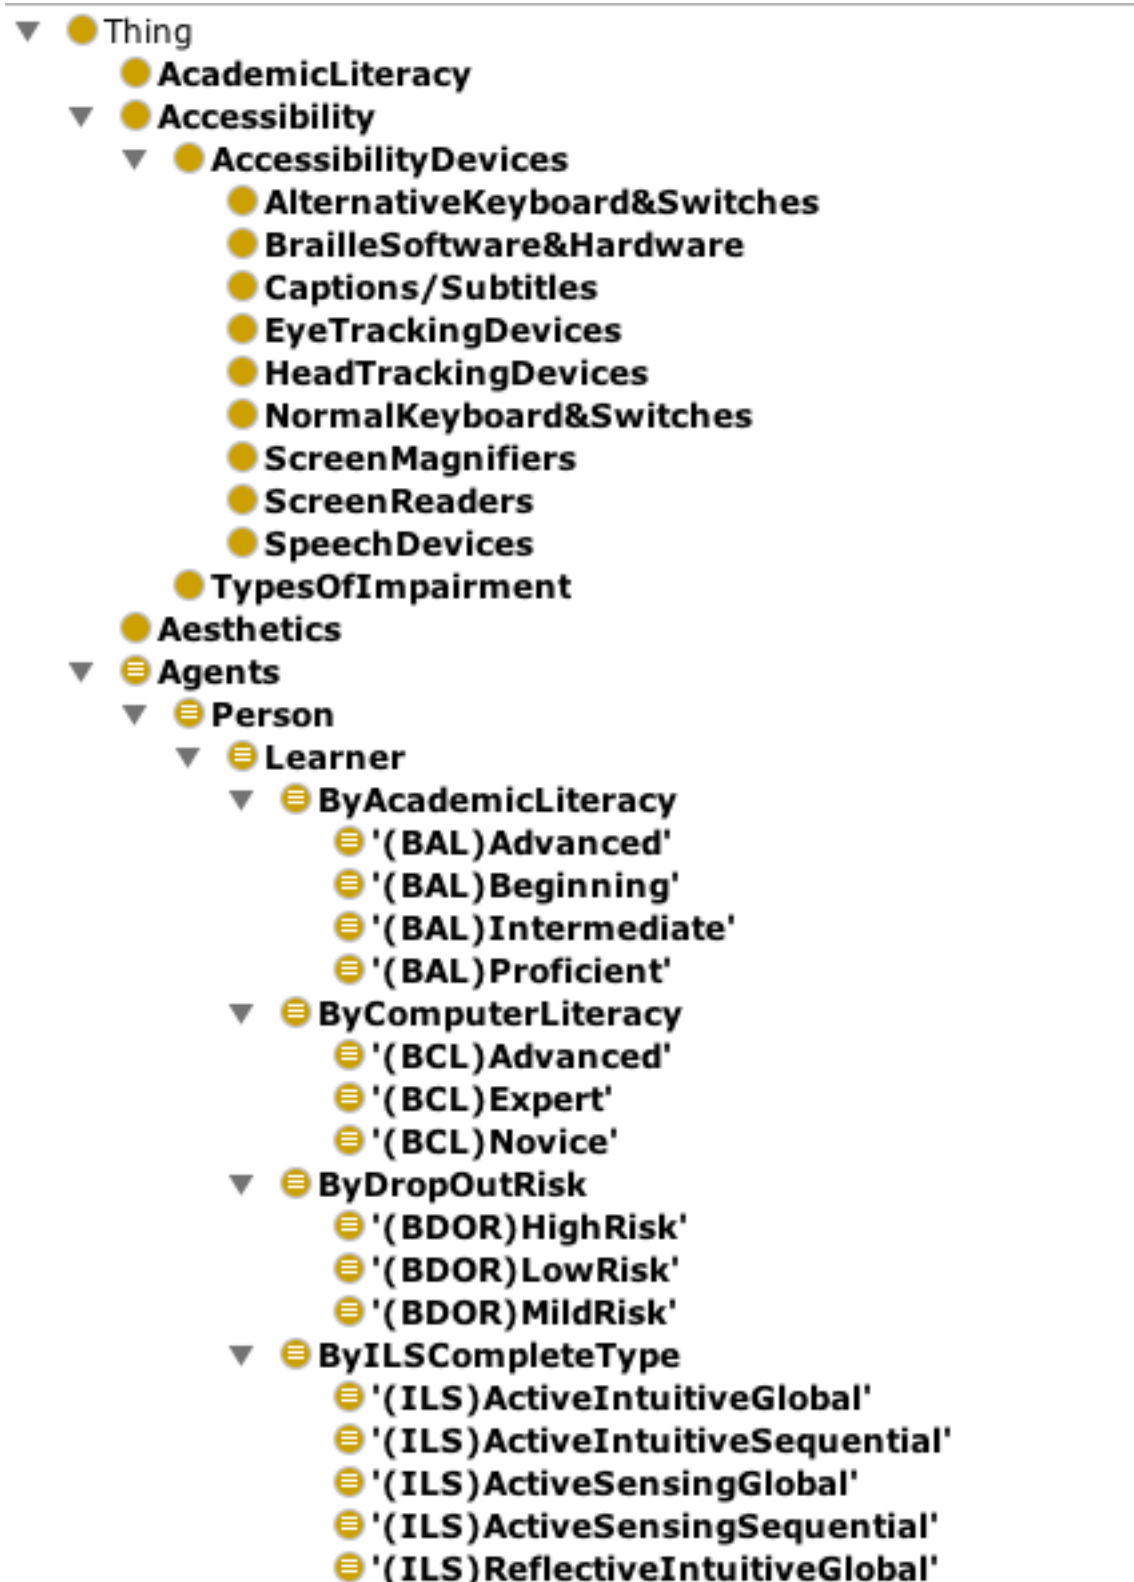 Thing
AcademicLiteracy
Accessibility
AccessibilityDevices
AlternativeKeyboard&Switches
BrailleSoftware&Hardware
Captions/Subtitles
EyeTrackingDevices
HeadTrackingDevices
NormalKeyboard&Switches
ScreenMagnifiers
ScreenReaders
SpeechDevices
TypesOfImpairment
Aesthetics
Agents
Person
Learner
ByAcademicLiteracy
'(BAL)Advanced'
'(BAL)Beginning'
'(BAL)Intermediate'
'(BAL)Proficient'
ByComputerLiteracy
'(BCL)Advanced'
'(BCL)Expert'
'(BCL)Novice'
ByDropOutRisk
'(BDOR)HighRisk'
'(BDOR)LowRisk'
'(BDOR)MildRisk'
ByILSCompleteType
'(ILS)ActiveIntuitiveGlobal'
'(ILS)ActiveIntuitiveSequential'
'(ILS)ActiveSensingGlobal'
'(ILS)ActiveSensingSequential'
'(ILS)ReflectiveIntuitiveGlobal'